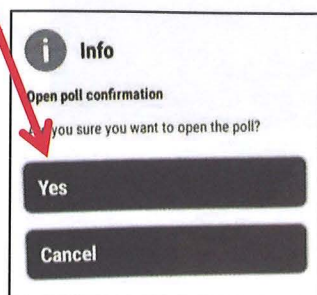 Info
Open poll confirmation
you sure you want to open the poll?
Yes
Cancel